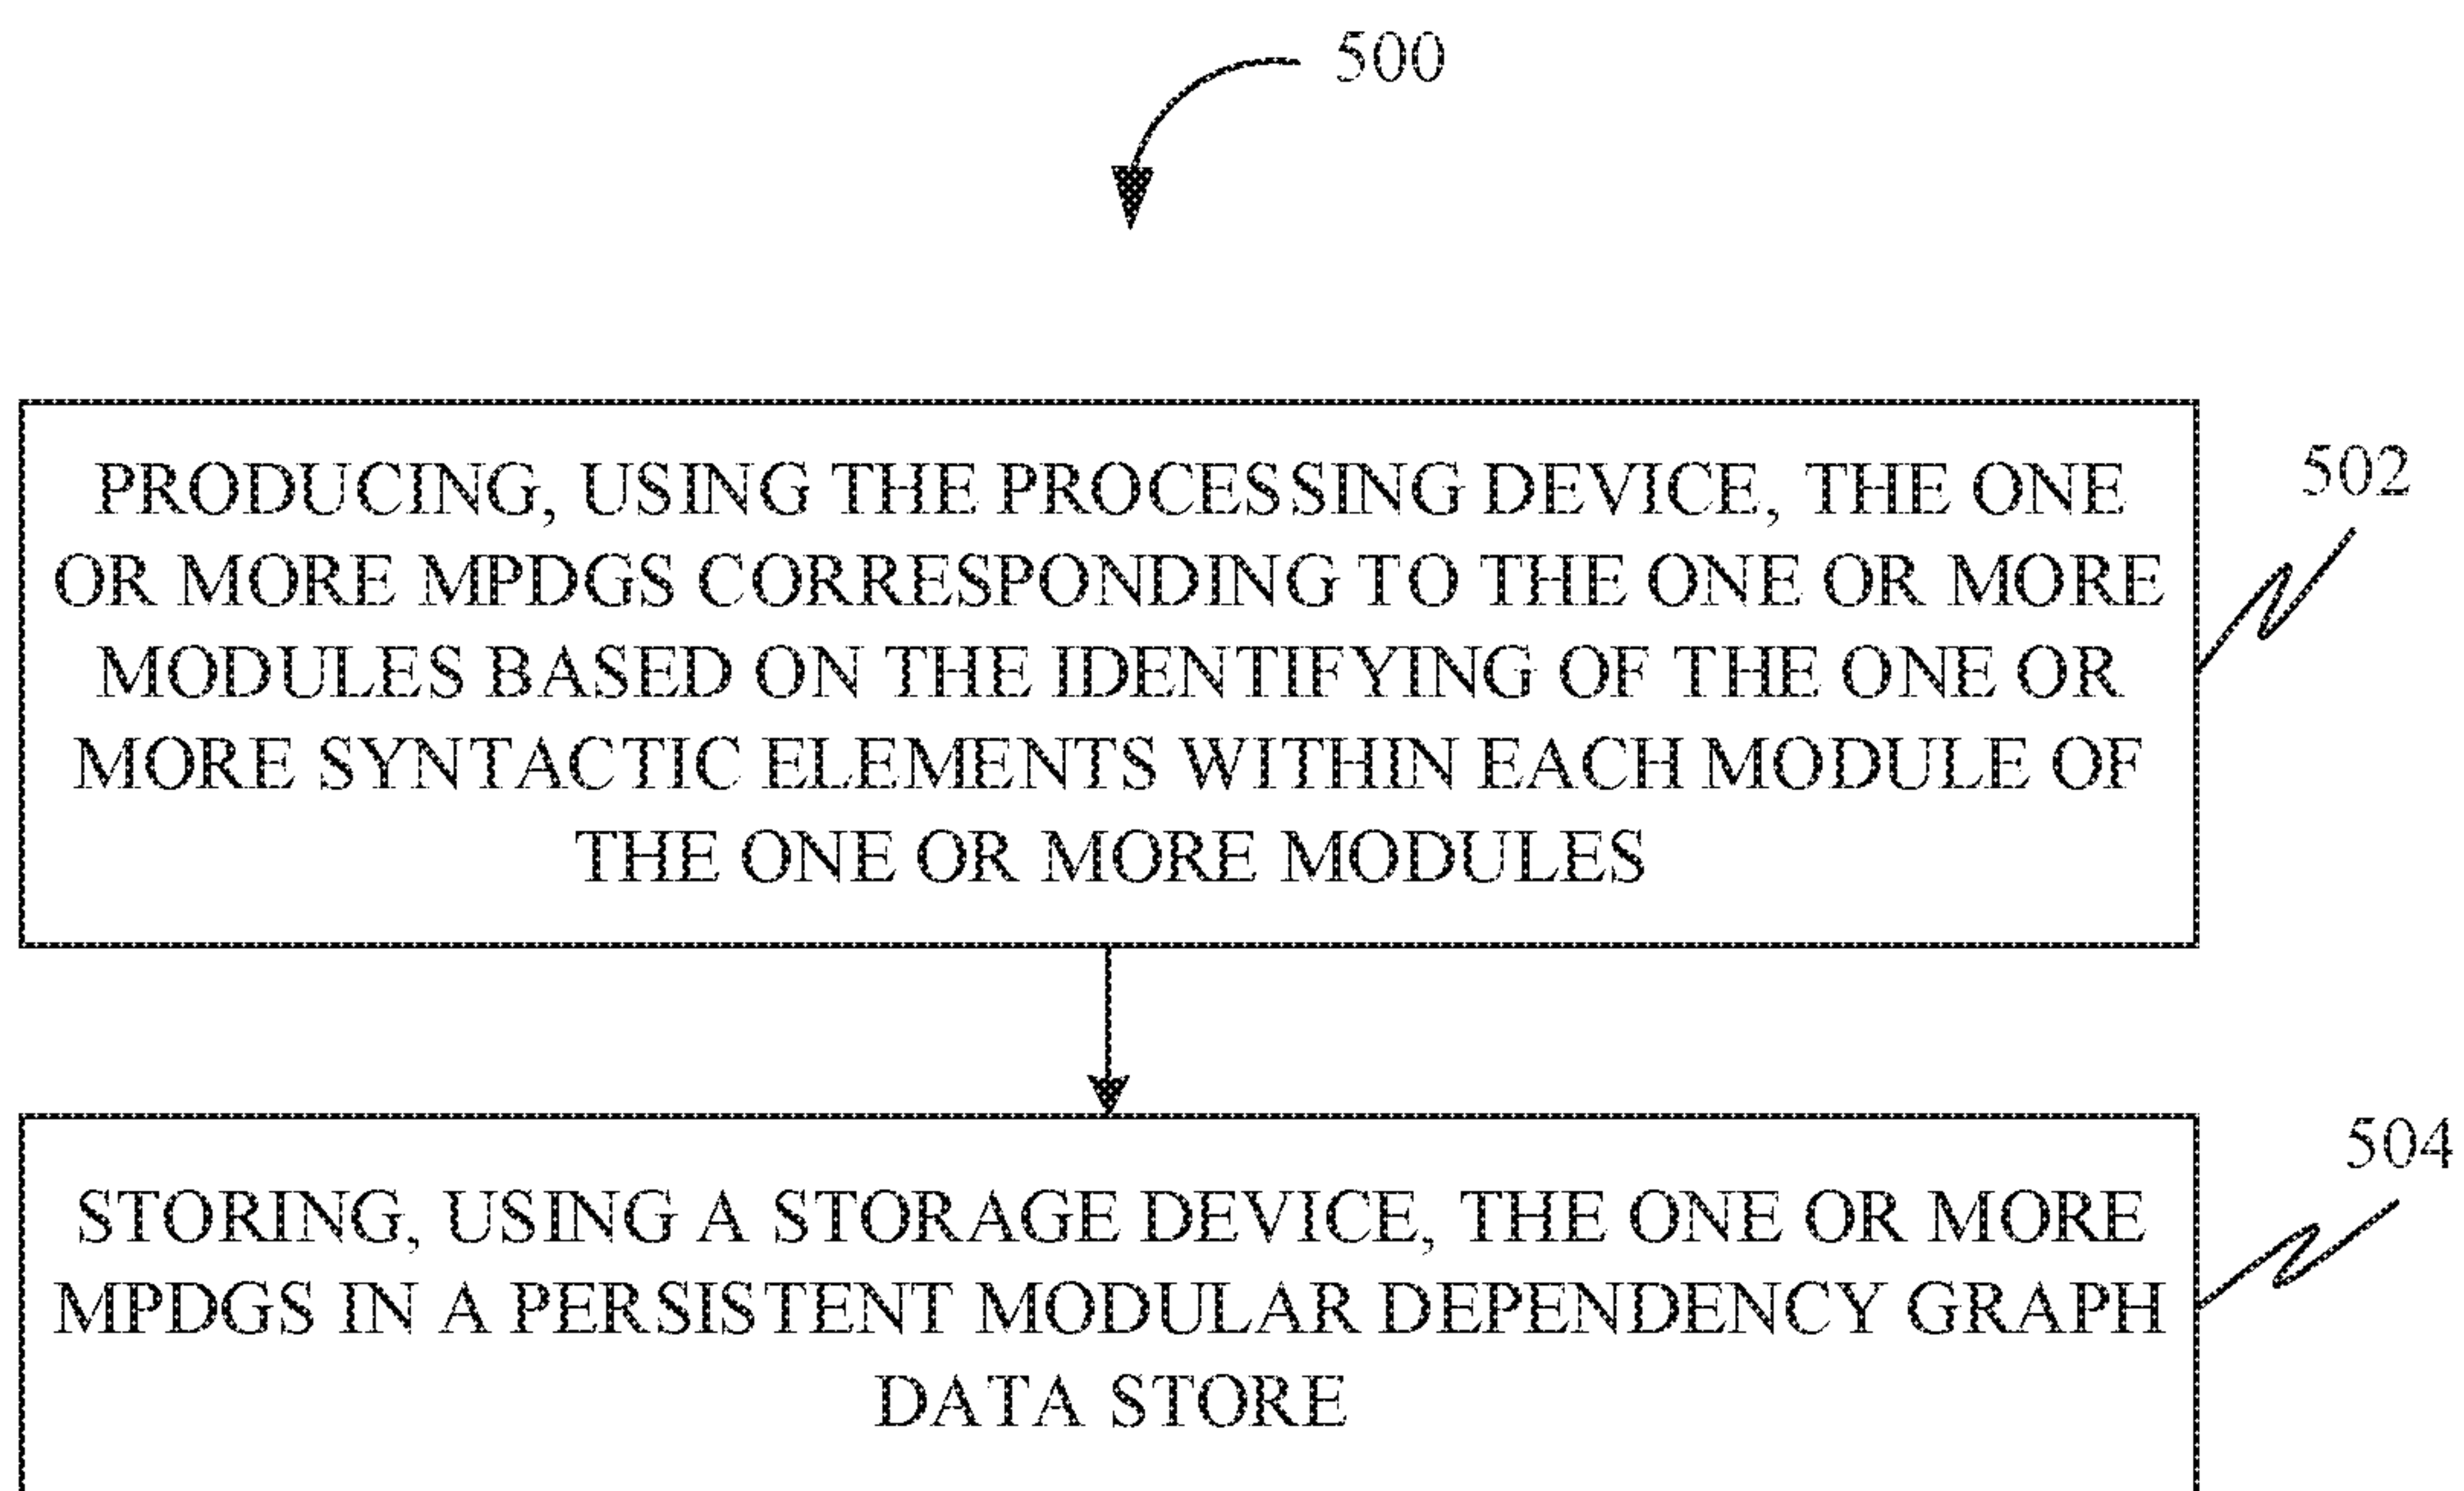 500
PRODUCING, USING THE PROCESSING DEVICE, THE ONE
OR MORE MPDGS CORRESPONDING TO THE ONE OR MORE
MODULES BASED ON THE IDENTIFYING OF THE ONE OR
MORE SYNTACTIC ELEMENTS WITHIN EACH MODULE OF
THE ONE OR MORE MODULES
502
STORING, USING A STORAGE DEVICE, THE ONE OR MORE
MPDGS IN A PERSISTENT MODULAR DEPENDENCY GRAPH
DATA STORE
504